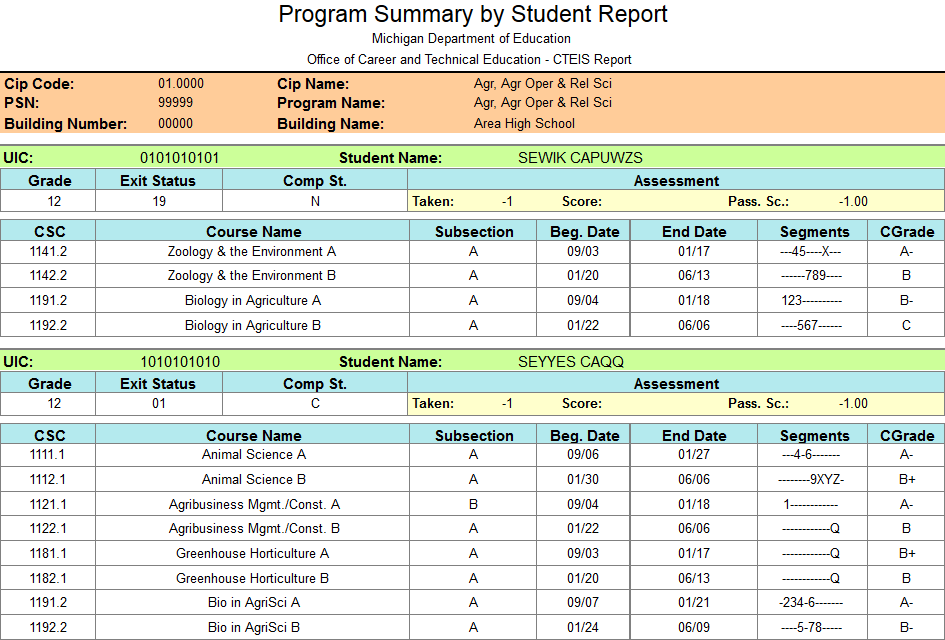 Program Summary by Student Report
Michigan Department of Education
Office of Career and Technical Education - CTEIS Report
Cip Code: 01.0000 Cip Name: Agr, Agr Oper & Rel Sci
PSN: 99999 Program Name: Agr, Agr Oper & Rel Sci
Building Number: 00000 Building Name: Area High School
UIC: 0101010101 Student Name: SEWIK CAPUWZS
Grade Exit Status Comp St. Assessment
12 19 N Taken: -1 Score: Pass. Sc.: -1.00
CSC Course Name Subsection Beg. Date End Date Segments CGrade
1141.2 Zoology & the Environment A A 09/03 01/17 ---45----X--- A-
1142.2 Zoology & the Environment B A 01/20 06/13 ------789---- B
1191.2 Biology in Agriculture A A 09/04 01/18 123---------- B-
1192.2 Biology in Agriculture B A 01/22 06/06 ----567------ C
UIC: 1010101010 Student Name: SEYYES CAQQ
Grade Exit Status Comp St. Assessment
12 01 C Taken: -1 Score: Pass. Sc.: -1.00
CSC Course Name Subsection Beg. Date End Date Segments CGrade
1111.1 Animal Science A A 09/06 01/27 ---4-6------- A-
1112.1 Animal Science B A 01/30 06/06 --------9XYZ- B+
1121.1 Agribusiness Mgmt./Const. A B 09/04 01/18 1------------ A-
1122.1 Agribusiness Mgmt./Const. B A 01/22 06/06 ------------Q B
1181.1 Greenhouse Horticulture A A 09/03 01/17 ------------Q B+
1182.1 Greenhouse Horticulture B A 01/20 06/13 ------------Q B
1191.2 Bio in AgriSci A A 09/07 01/21 -234-6------- A-
1192.2 Bio in AgriSci B A 01/24 06/09 ----5-78----- B-